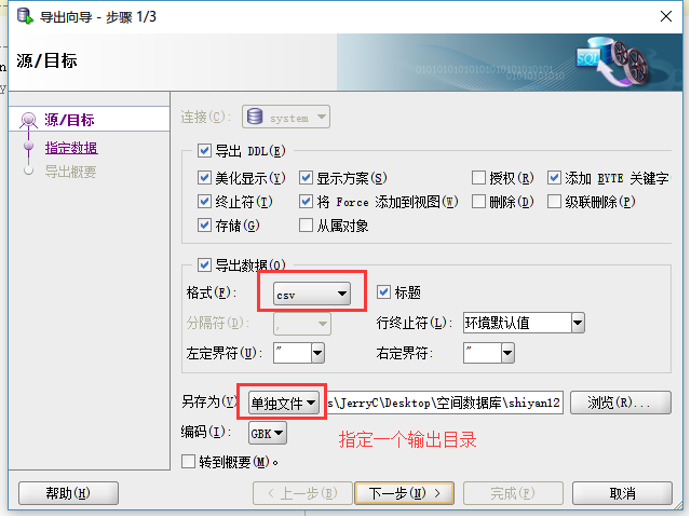 导出向导 - 步骤 1/3
源/目标
SQL
010101010101010101010101
源/目标
指定数据
导出概要
连接(C): system
导出 DDL(E)
美化显示(Y) 显示方案(S) 授权(R) 添加 BYTE 关键字
终止符(T) 将 Force 添加到视图(W) 删除(D) 级联删除(P)
存储(G) 从属对象
导出数据(O)
格式(F): csv 标题
分隔符(D): , 行终止符(L): 环境默认值
左定界符(U): " 右定界符: "
另存为(V) 单独文件 s\JerryC\Desktop\空间数据库\shiyan12 浏览(R)...
编码(I): GBK 指定一个输出目录
转到概要(M)。
帮助(H) < 上一步(B) 下一步(N) > 完成(F) 取消